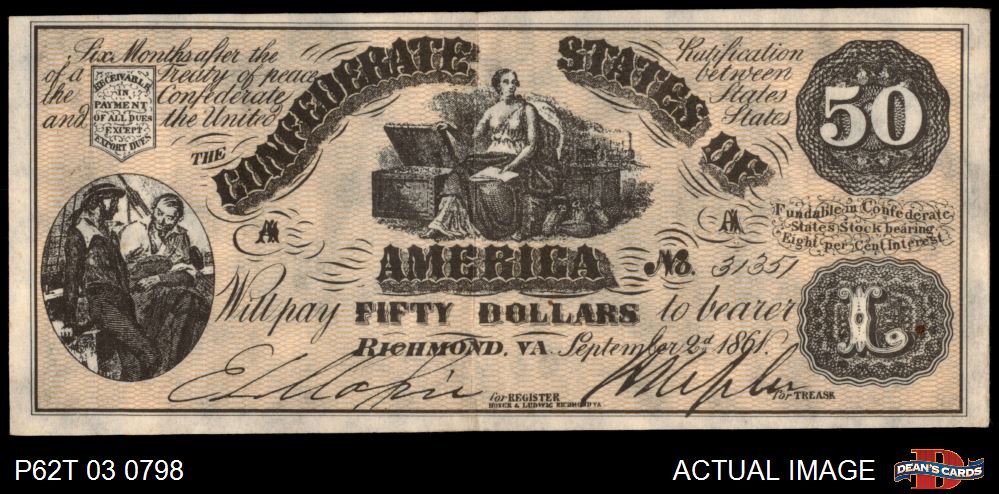 Six Months after the Ratification
of a Treaty of peace between
the Confederate States
and the United States
RECEIVABLE
IN
PAYMENT
OF ALL DUES
EXCEPT
EXPORT DUES
THE CONFEDERATE STATES OF
AMERICA
50
A A
Fundable in Confederate
States Stock bearing
Eight per Cent Interest
No. 31351
Will pay FIFTY DOLLARS to bearer
L
RICHMOND, VA. September 2d 1861.
for REGISTER
HOYER & LUDWIG RICHMOND VA
for TREASR
P62T 03 0798
ACTUAL IMAGE
D
DEAN'S CARDS